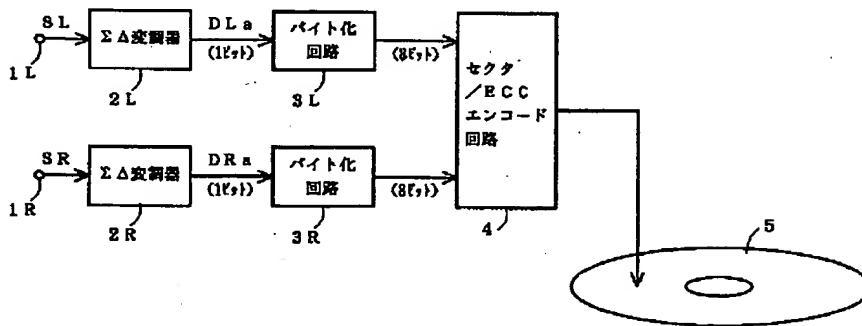 SL
1L
ΣΔ変調器
2L
DLa
(1ビット)
バイト化
回路
3L
(8ビット)
セクタ
/ECC
エンコード
回路
4
SR
1R
ΣΔ変調器
2R
DRa
(1ビット)
バイト化
回路
3R
(8ビット)
5